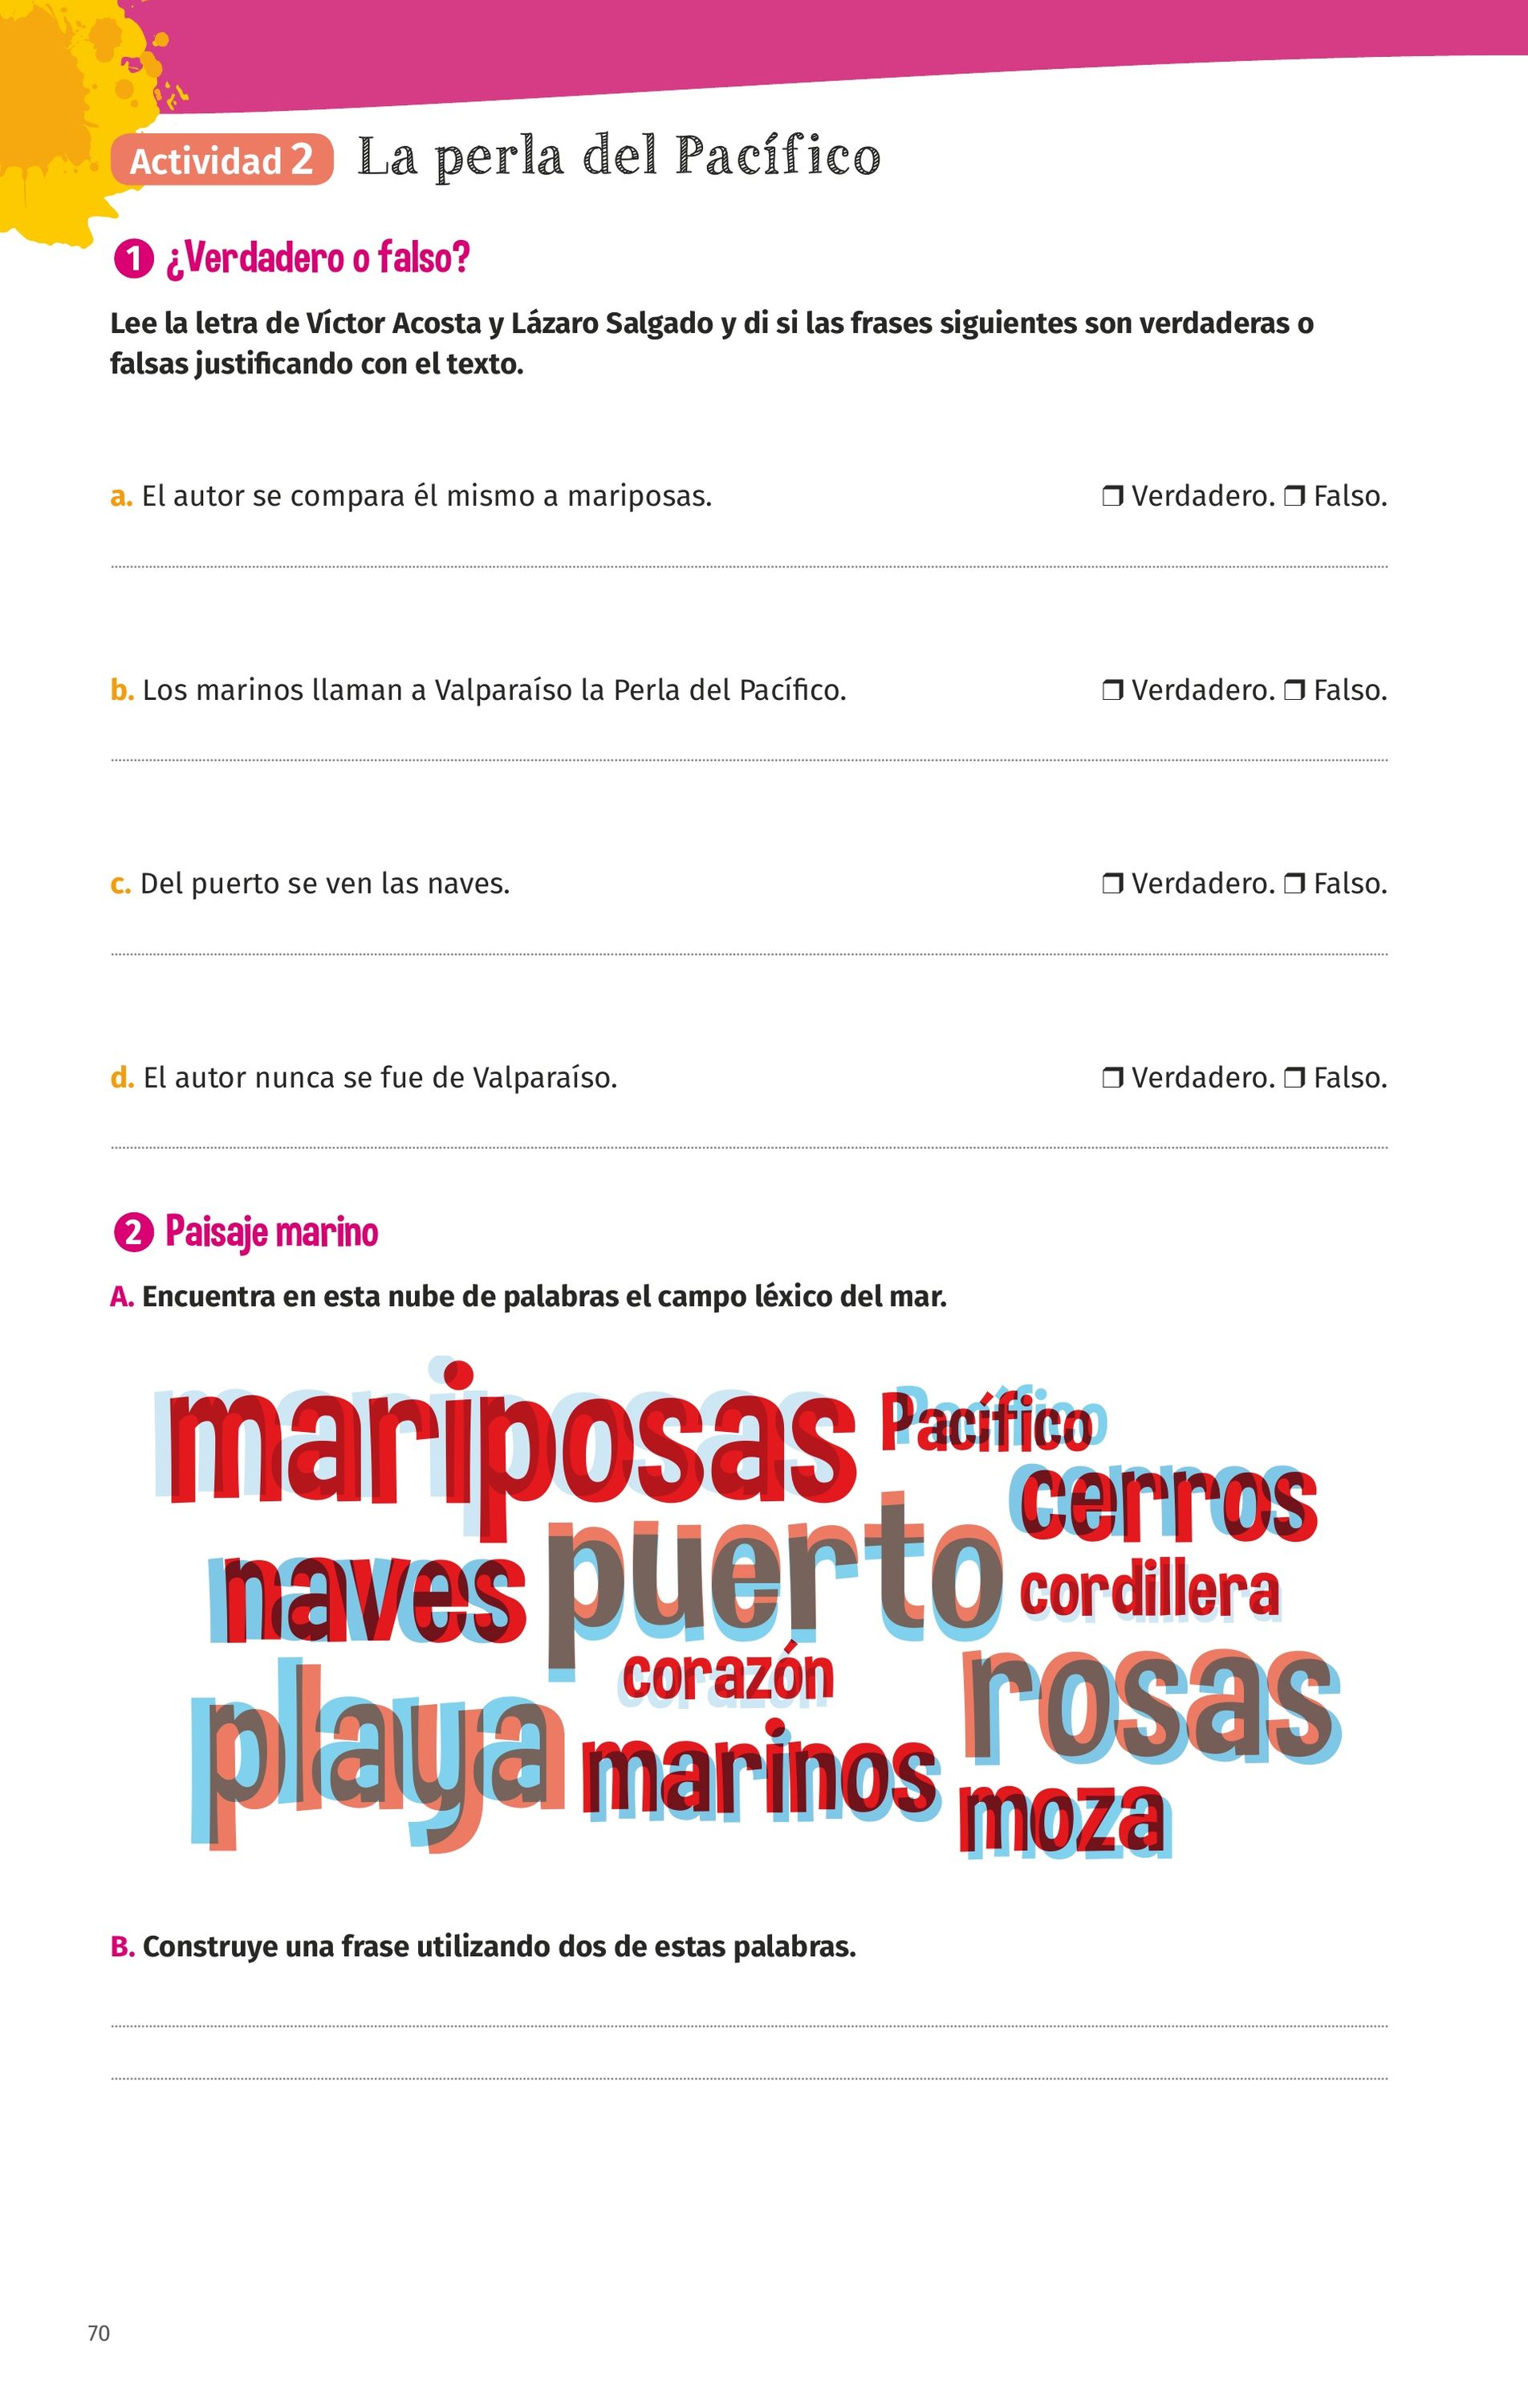 Actividad 2 La perla del Pacífico
1 ¿Verdadero o falso?
Lee la letra de Víctor Acosta y Lázaro Salgado y di si las frases siguientes son verdaderas o
falsas justificando con el texto.
a. El autor se compara él mismo a mariposas. ❒ Verdadero. ❒ Falso.
b. Los marinos llaman a Valparaíso la Perla del Pacífico. ❒ Verdadero. ❒ Falso.
c. Del puerto se ven las naves. ❒ Verdadero. ❒ Falso.
d. El autor nunca se fue de Valparaíso. ❒ Verdadero. ❒ Falso.
2 Paisaje marino
A. Encuentra en esta nube de palabras el campo léxico del mar.
mariposas
Pacífico
cerros
naves
puerto
cordillera
corazón
rosas
playa
marinos
moza
B. Construye una frase utilizando dos de estas palabras.
70